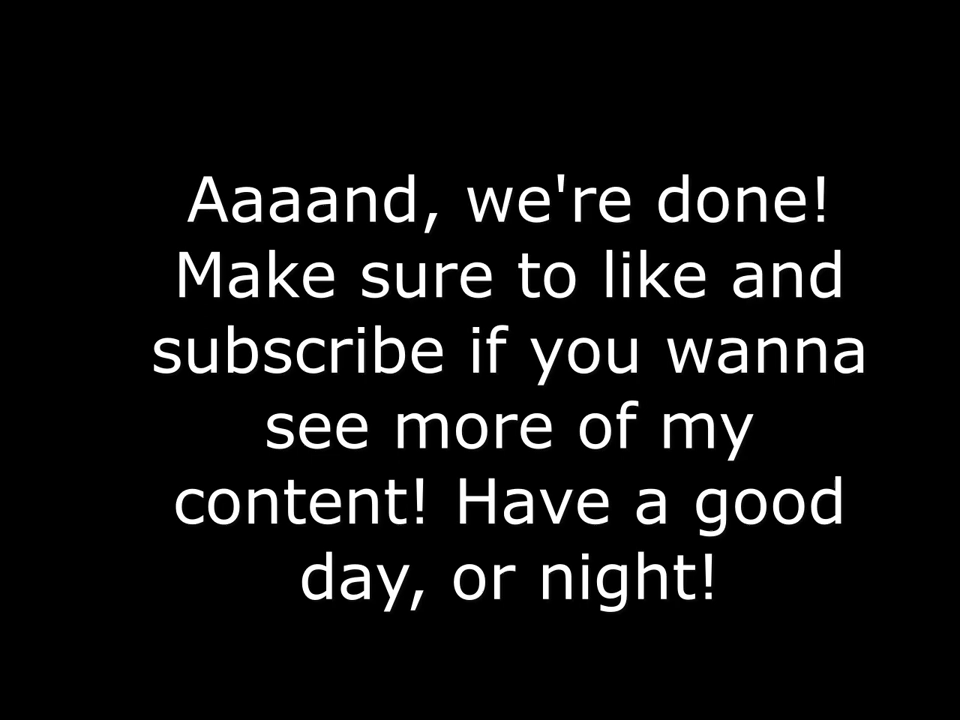 Aaaand, we're done!
Make sure to like and
subscribe if you wanna
see more of my
content! Have a good
day, or night!